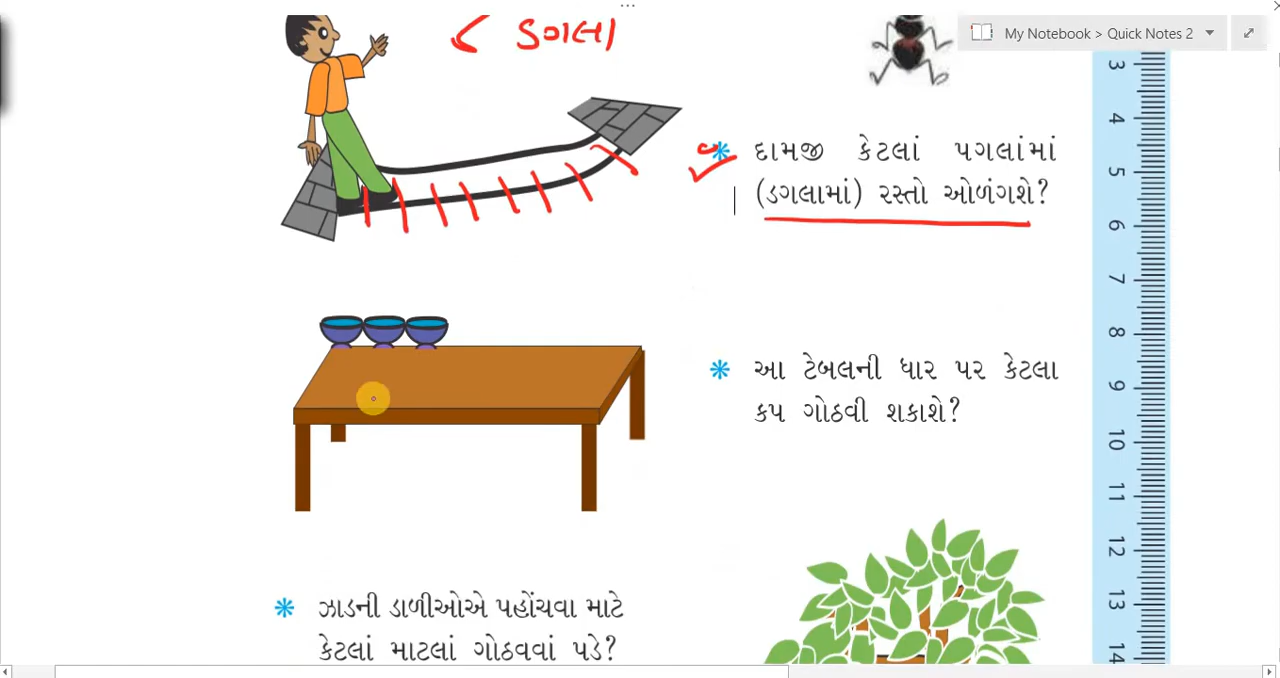 ...
My Notebook > Quick Notes 2
< ડગલા
દામજી કેટલાં પગલાંમાં
(ડગલામાં) રસ્તો ઓળંગશે?
આ ટેબલની ધાર પર કેટલા
કપ ગોઠવી શકાશે?
ઝાડની ડાળીઓએ પહોંચવા માટે
કેટલાં માટલાં ગોઠવવાં પડે?
3
4
5
6
7
8
9
10
11
12
13
14